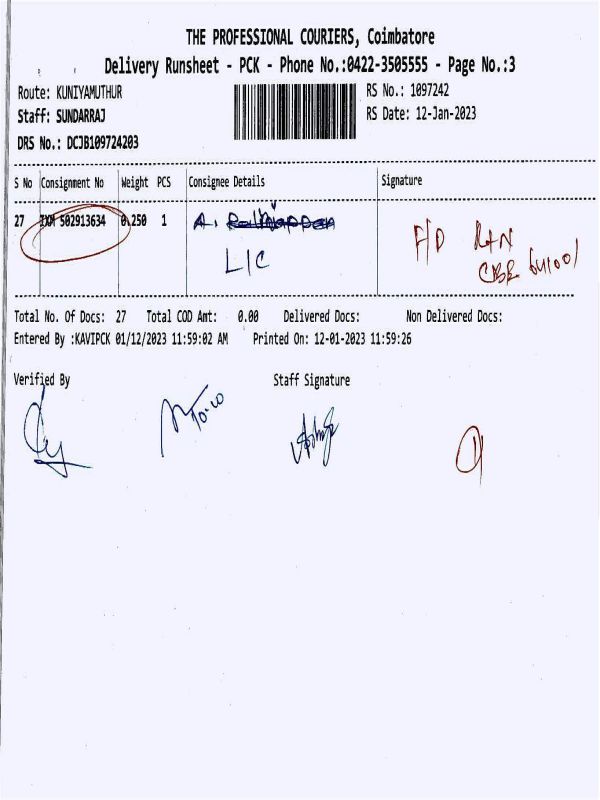 THE PROFESSIONAL COURIERS, Coimbatore
Delivery Runsheet - PCK - Phone No.:0422-3505555 - Page No.:3
Route: KUNIYAMUTHUR
RS No.: 1097242
Staff: SUNDARRAJ
RS Date: 12-Jan-2023
DRS No.: DCJB109724203
S No Consignment No Weight PCS Consignee Details Signature
27 IXM 502913634 0.250 1 A.
LIC
F/D RAN
CBE 641001
Total No. Of Docs: 27 Total COD Amt: 0.00 Delivered Docs: Non Delivered Docs:
Entered By :KAVIPCK 01/12/2023 11:59:02 AM Printed On: 12-01-2023 11:59:26
Verified By Staff Signature